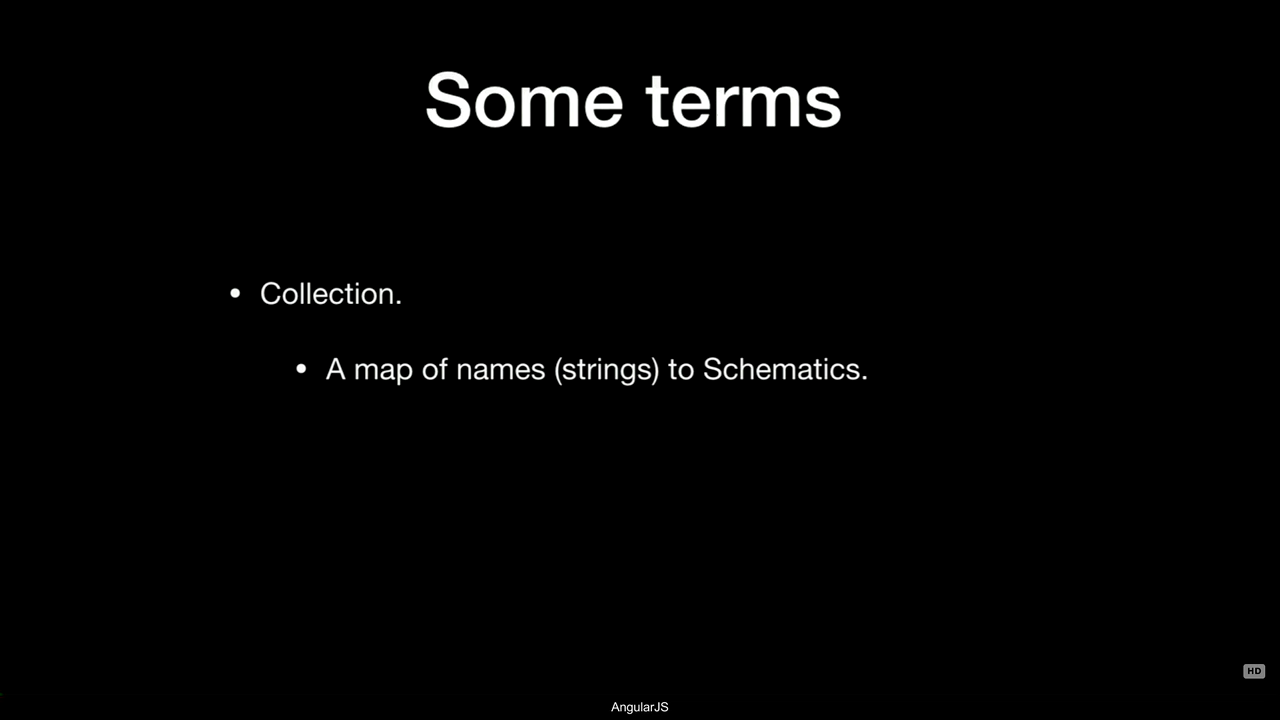 Some terms
• Collection.
• A map of names (strings) to Schematics.
HD
AngularJS